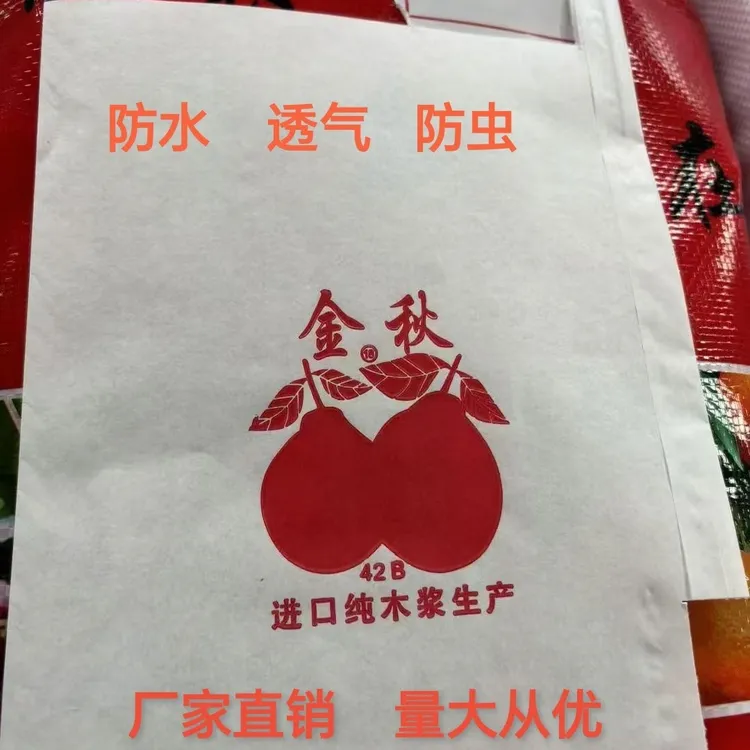 防水 透气 防虫
金秋
42B
进口纯木浆生产
厂家直销 量大从优